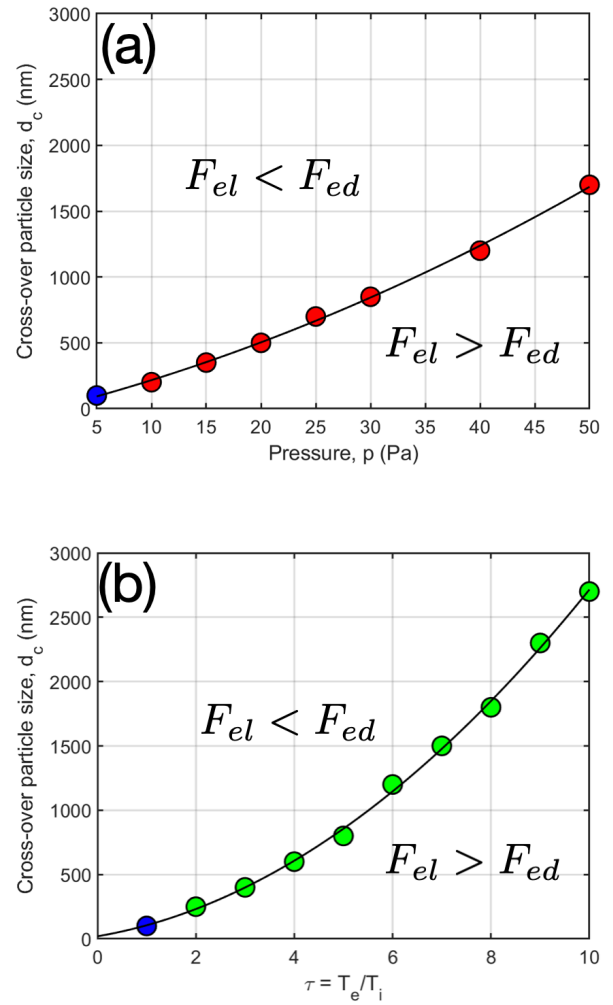 (a)
3000
2500
2000
1500
1000
500
0
Cross-over particle size, d_c (nm)
F_el < F_ed
F_el > F_ed
5 10 15 20 25 30 35 40 45 50
Pressure, p (Pa)
(b)
3000
2500
2000
1500
1000
500
0
Cross-over particle size, d_c (nm)
F_el < F_ed
F_el > F_ed
0 2 4 6 8 10
τ = T_e/T_i